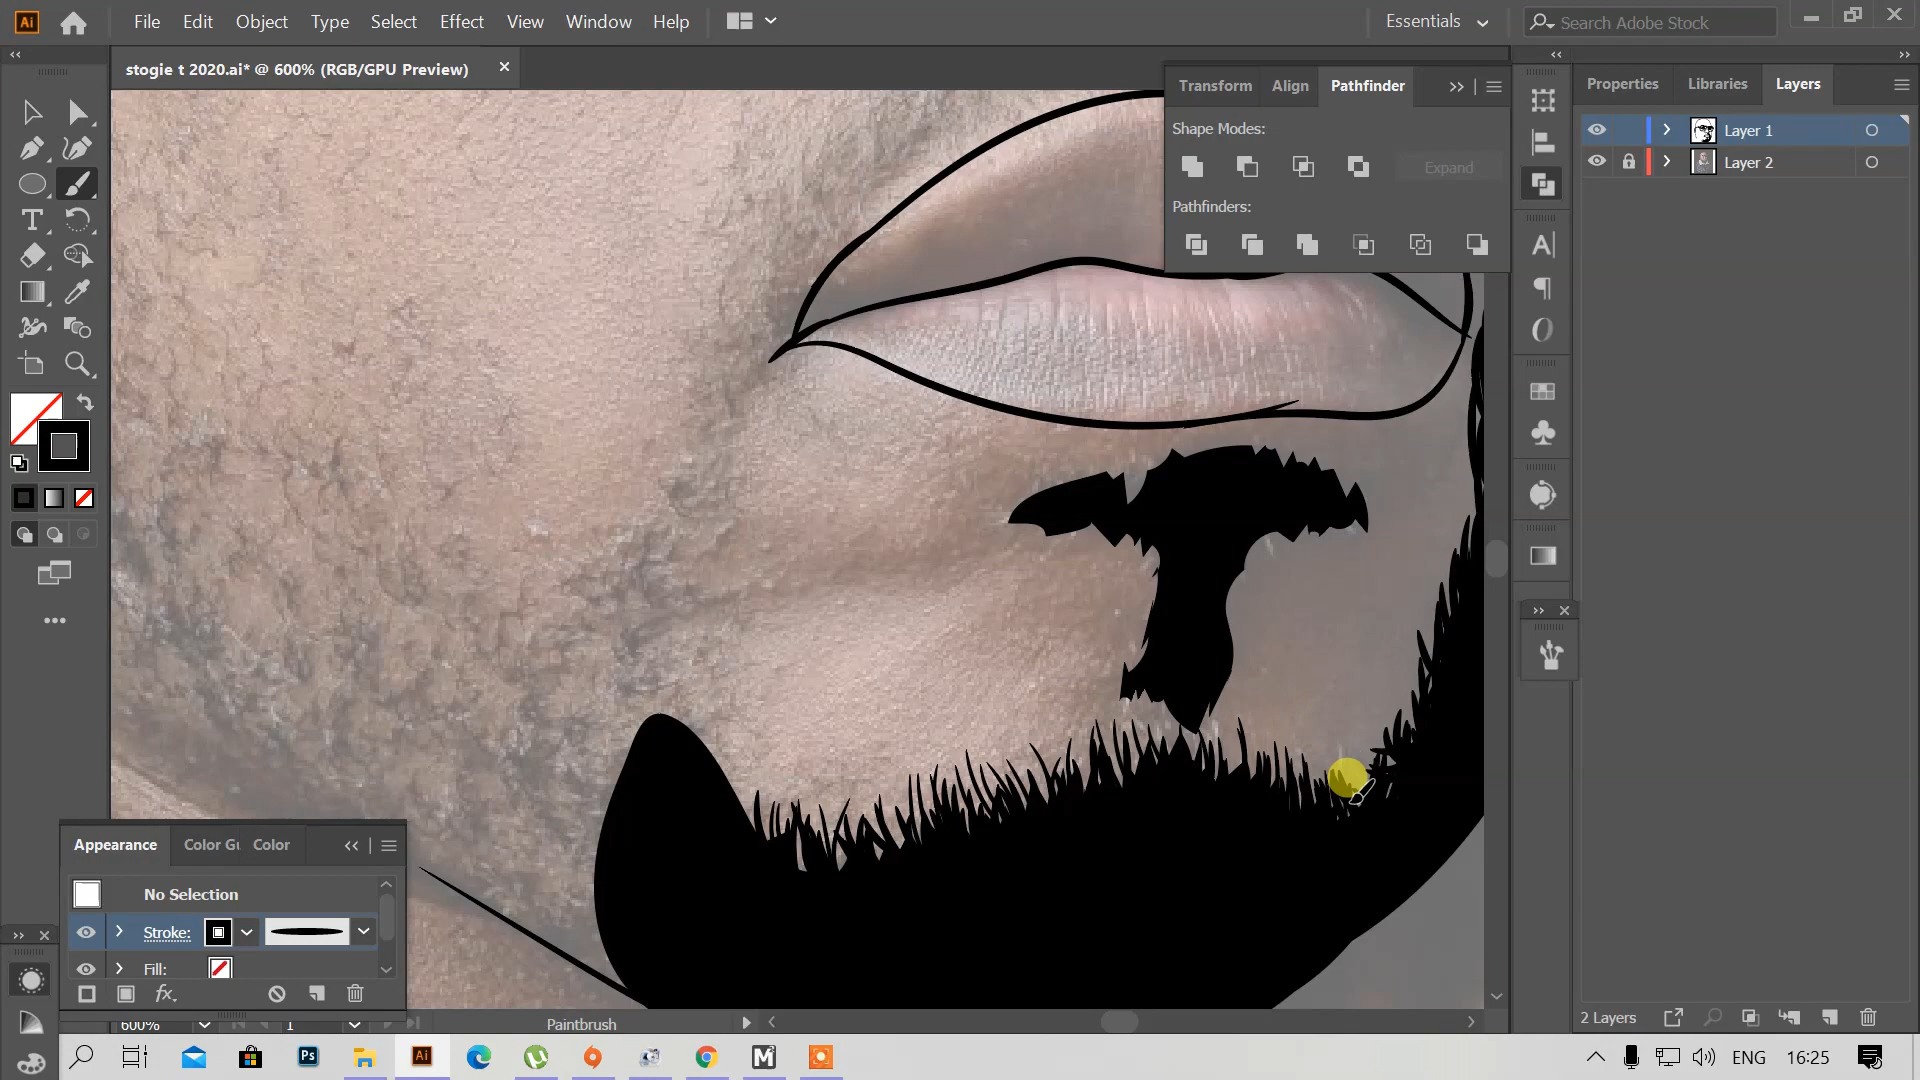 Ai
File Edit Object Type Select Effect View Window Help
Essentials
Search Adobe Stock
stogie t 2020.ai* @ 600% (RGB/GPU Preview)
Transform Align Pathfinder
Properties Libraries Layers
Shape Modes:
Expand
Pathfinders:
Layer 1
Layer 2
Appearance Color Gu Color
No Selection
Stroke:
Fill:
fx.
600%
1
Paintbrush
2 Layers
Ps
Ai
M
ENG
16:25